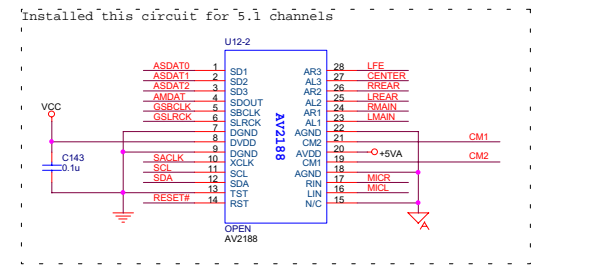 Installed this circuit for 5.1 channels
U12-2
ASDAT0 1 SD1 AR3 28 LFE
ASDAT1 2 SD2 AL3 27 CENTER
ASDAT2 3 SD3 AR2 26 RREAR
AMDAT 4 SDOUT AL2 25 LREAR
GSBCLK 5 SBCLK AR1 24 RMAIN
GSLRCK 6 SLRCK AL1 23 LMAIN
7 DGND AGND 22
VCC
8 DVDD CM2 21 CM1
9 DGND AVDD 20 +5VA
SACLK 10 XCLK CM1 19 CM2
SCL 11 SCL AGND 18
SDA 12 SDA RIN 17 MICR
13 TST LIN 16 MICL
RESET# 14 RST N/C 15
AV2188
C143
0.1u
A
OPEN
AV2188